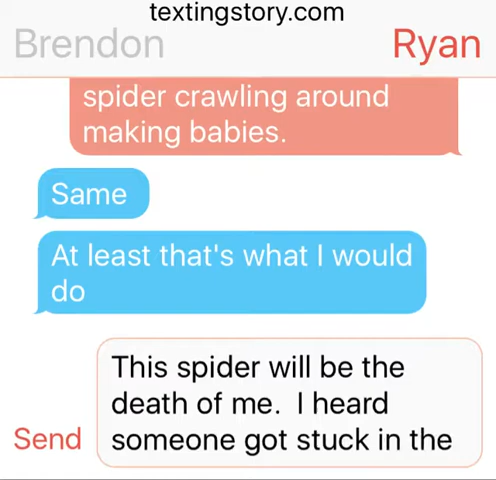 textingstory.com
Brendon
Ryan
spider crawling around
making babies.
Same
At least that's what I would
do
This spider will be the
death of me.  I heard
someone got stuck in the
Send